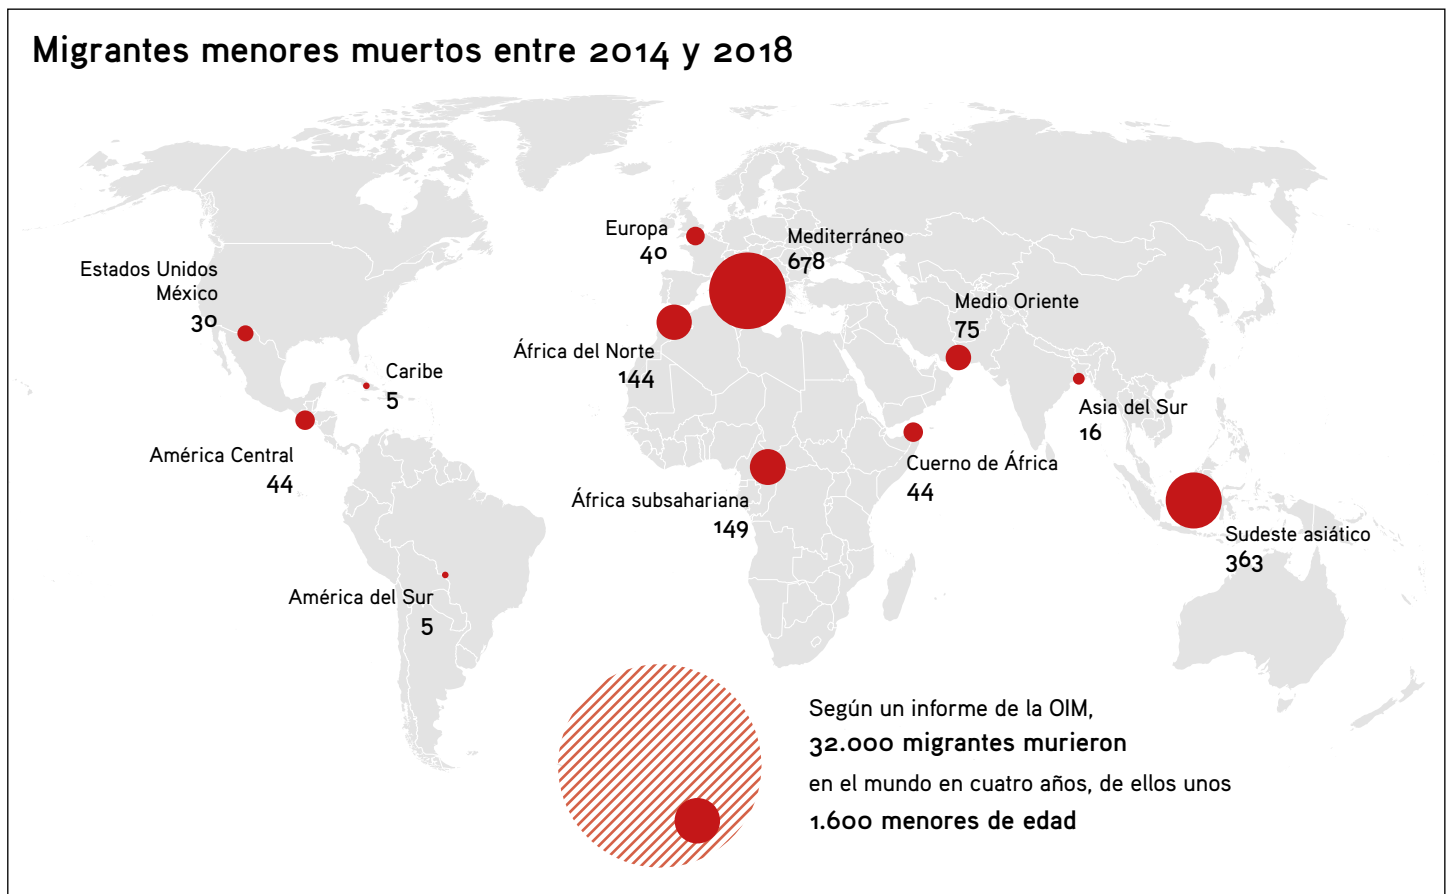 Migrantes menores muertos entre 2014 y 2018
Europa
40
Mediterráneo
678
Estados Unidos
México
30
Medio Oriente
75
África del Norte
144
Caribe
5
Asia del Sur
16
América Central
44
Cuerno de África
44
África subsahariana
149
Sudeste asiático
363
América del Sur
5
Según un informe de la OIM,
32.000 migrantes murieron
en el mundo en cuatro años, de ellos unos
1.600 menores de edad